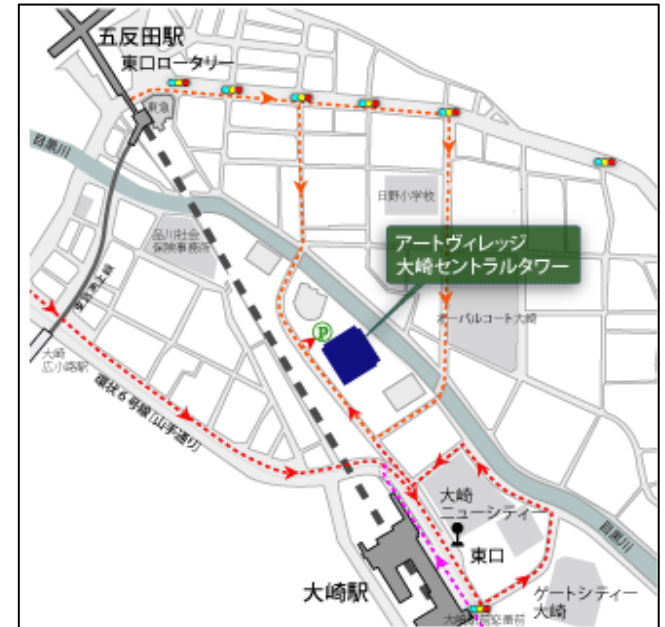 五反田駅
東口ロータリー
東急
目黒川
日野小学校
品川社会
保険事務所
アートヴィレッジ
大崎セントラルタワー
オーバルコート大崎
P
大崎
広小路駅
環状6号線(山手通り)
大崎
ニューシティー
東口
目黒川
大崎駅
ゲートシティー
大崎